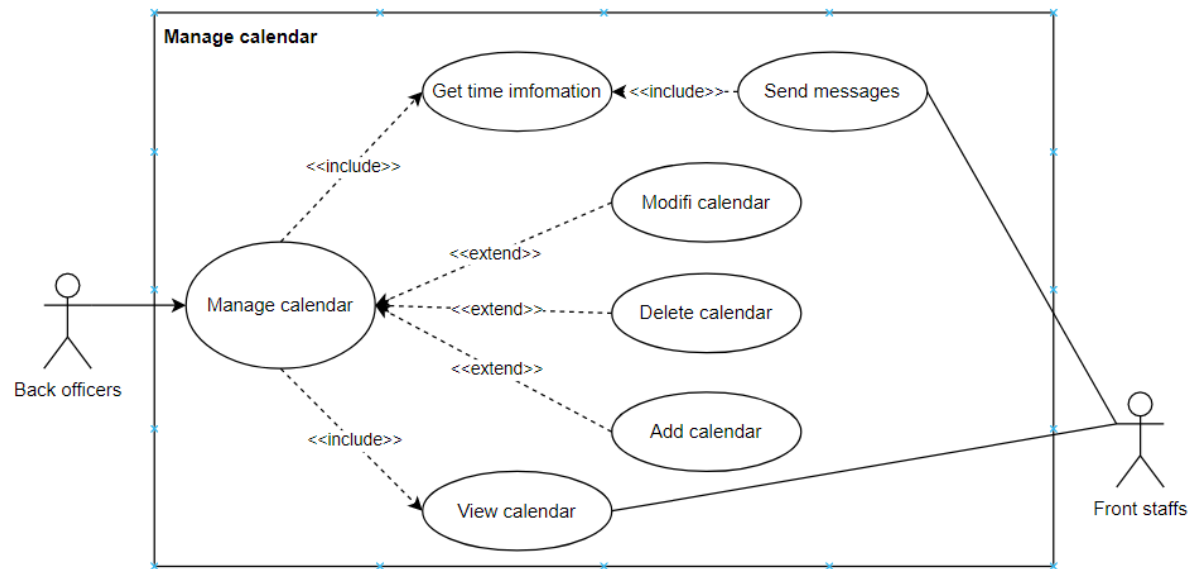 Manage calendar
Get time imfomation
<<include>>
Send messages
<<include>>
Modifi calendar
<<extend>>
Manage calendar
<<extend>>
Delete calendar
<<extend>>
Back officers
Add calendar
<<include>>
View calendar
Front staffs